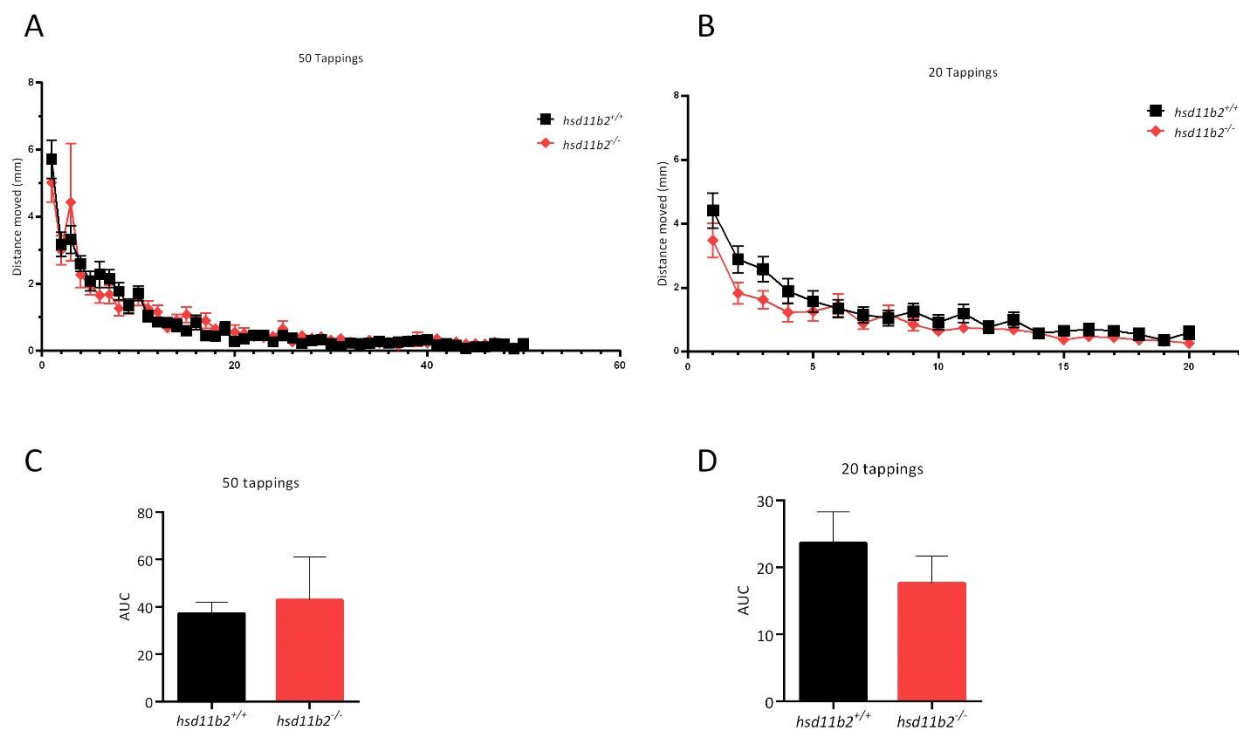 A
50 Tappings
Distance moved (mm)
8
6
4
2
0
0
20
40
60
hsd11b2+/+
hsd11b2-/-
B
20 Tappings
Distance moved (mm)
8
6
4
2
0
0
5
10
15
20
hsd11b2+/+
hsd11b2-/-
C
50 tappings
AUC
80
60
40
20
0
hsd11b2+/+
hsd11b2-/-
D
20 tappings
AUC
30
20
10
0
hsd11b2+/+
hsd11b2-/-